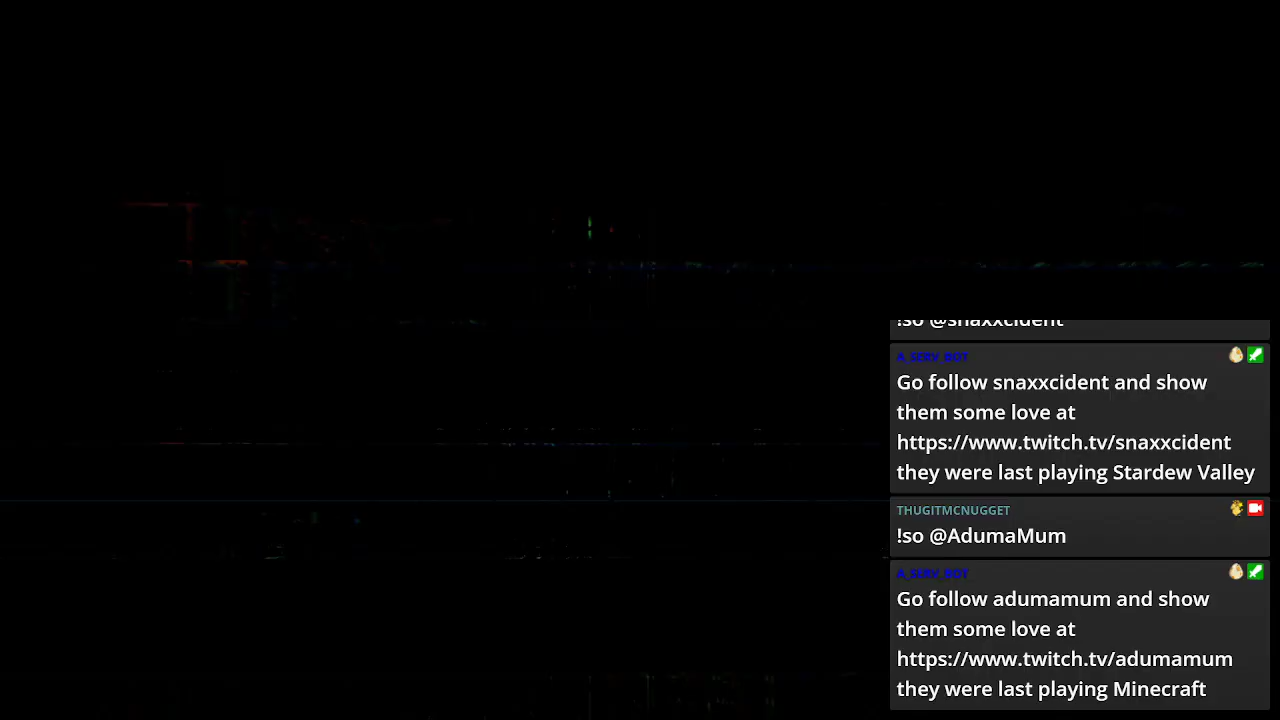 !so @snaxxcident
A_SERV_BOT
Go follow snaxxcident and show
them some love at
https://www.twitch.tv/snaxxcident
they were last playing Stardew Valley
THUGITMCNUGGET
!so @AdumaMum
A_SERV_BOT
Go follow adumamum and show
them some love at
https://www.twitch.tv/adumamum
they were last playing Minecraft